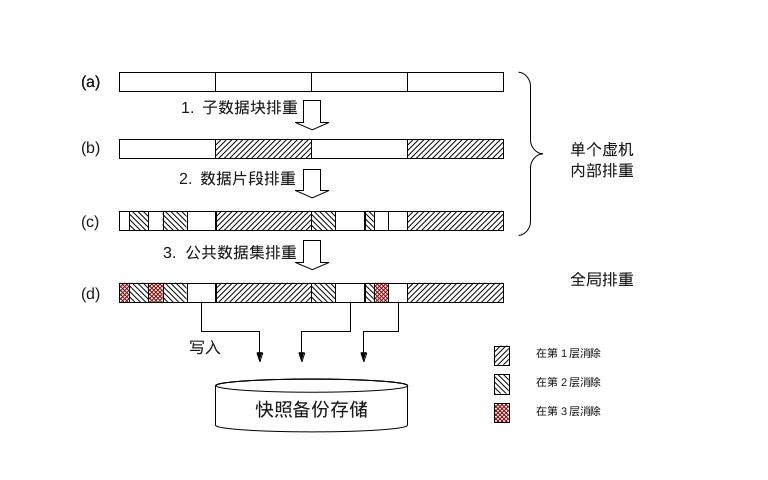 (a)
1. 子数据块排重
(b)
单个虚机
内部排重
2. 数据片段排重
(c)
3. 公共数据集排重
全局排重
(d)
写入
在第 1 层消除
在第 2 层消除
快照备份存储
在第 3 层消除